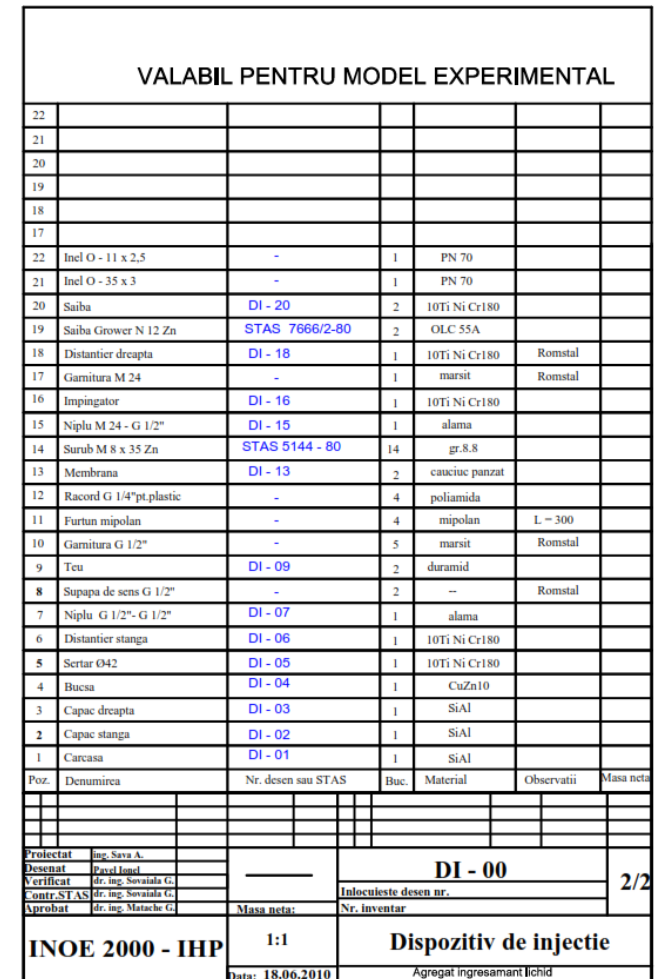 VALABIL PENTRU MODEL EXPERIMENTAL
22
21
20
19
18
17
22 Inel O - 11 x 2,5 - 1 PN 70
21 Inel O - 35 x 3 - 1 PN 70
20 Saiba DI - 20 2 10Ti Ni Cr180
19 Saiba Grower N 12 Zn STAS 7666/2-80 2 OLC 55A
18 Distantier dreapta DI - 18 1 10Ti Ni Cr180 Romstal
17 Garnitura M 24 - 1 marsit Romstal
16 Impingator DI - 16 1 10Ti Ni Cr180
15 Niplu M 24 - G 1/2" DI - 15 1 alama
14 Surub M 8 x 35 Zn STAS 5144 - 80 14 gr.8.8
13 Membrana DI - 13 2 cauciuc panzat
12 Racord G 1/4"pt.plastic - 4 poliamida
11 Furtun mipolan - 4 mipolan L = 300
10 Garnitura G 1/2" - 5 marsit Romstal
9 Teu DI - 09 2 duramid
8 Supapa de sens G 1/2" - 2 -- Romstal
7 Niplu G 1/2"- G 1/2" DI - 07 1 alama
6 Distantier stanga DI - 06 1 10Ti Ni Cr180
5 Sertar Ø42 DI - 05 1 10Ti Ni Cr180
4 Bucsa DI - 04 1 CuZn10
3 Capac dreapta DI - 03 1 SiAl
2 Capac stanga DI - 02 1 SiAl
1 Carcasa DI - 01 1 SiAl
Poz. Denumirea Nr. desen sau STAS Buc. Material Observatii Masa neta
Proiectat ing. Sava A.
Desenat Pavel Ionel
Verificat dr. ing. Sovaiala G.
Contr.STAS dr. ing. Sovaiala G.
Aprobat dr. ing. Matache G.
Masa neta:
DI - 00
2/2
Inlocuieste desen nr.
Nr. inventar
INOE 2000 - IHP
1:1
Data: 18.06.2010
Dispozitiv de injectie
Agregat ingresamant lichid